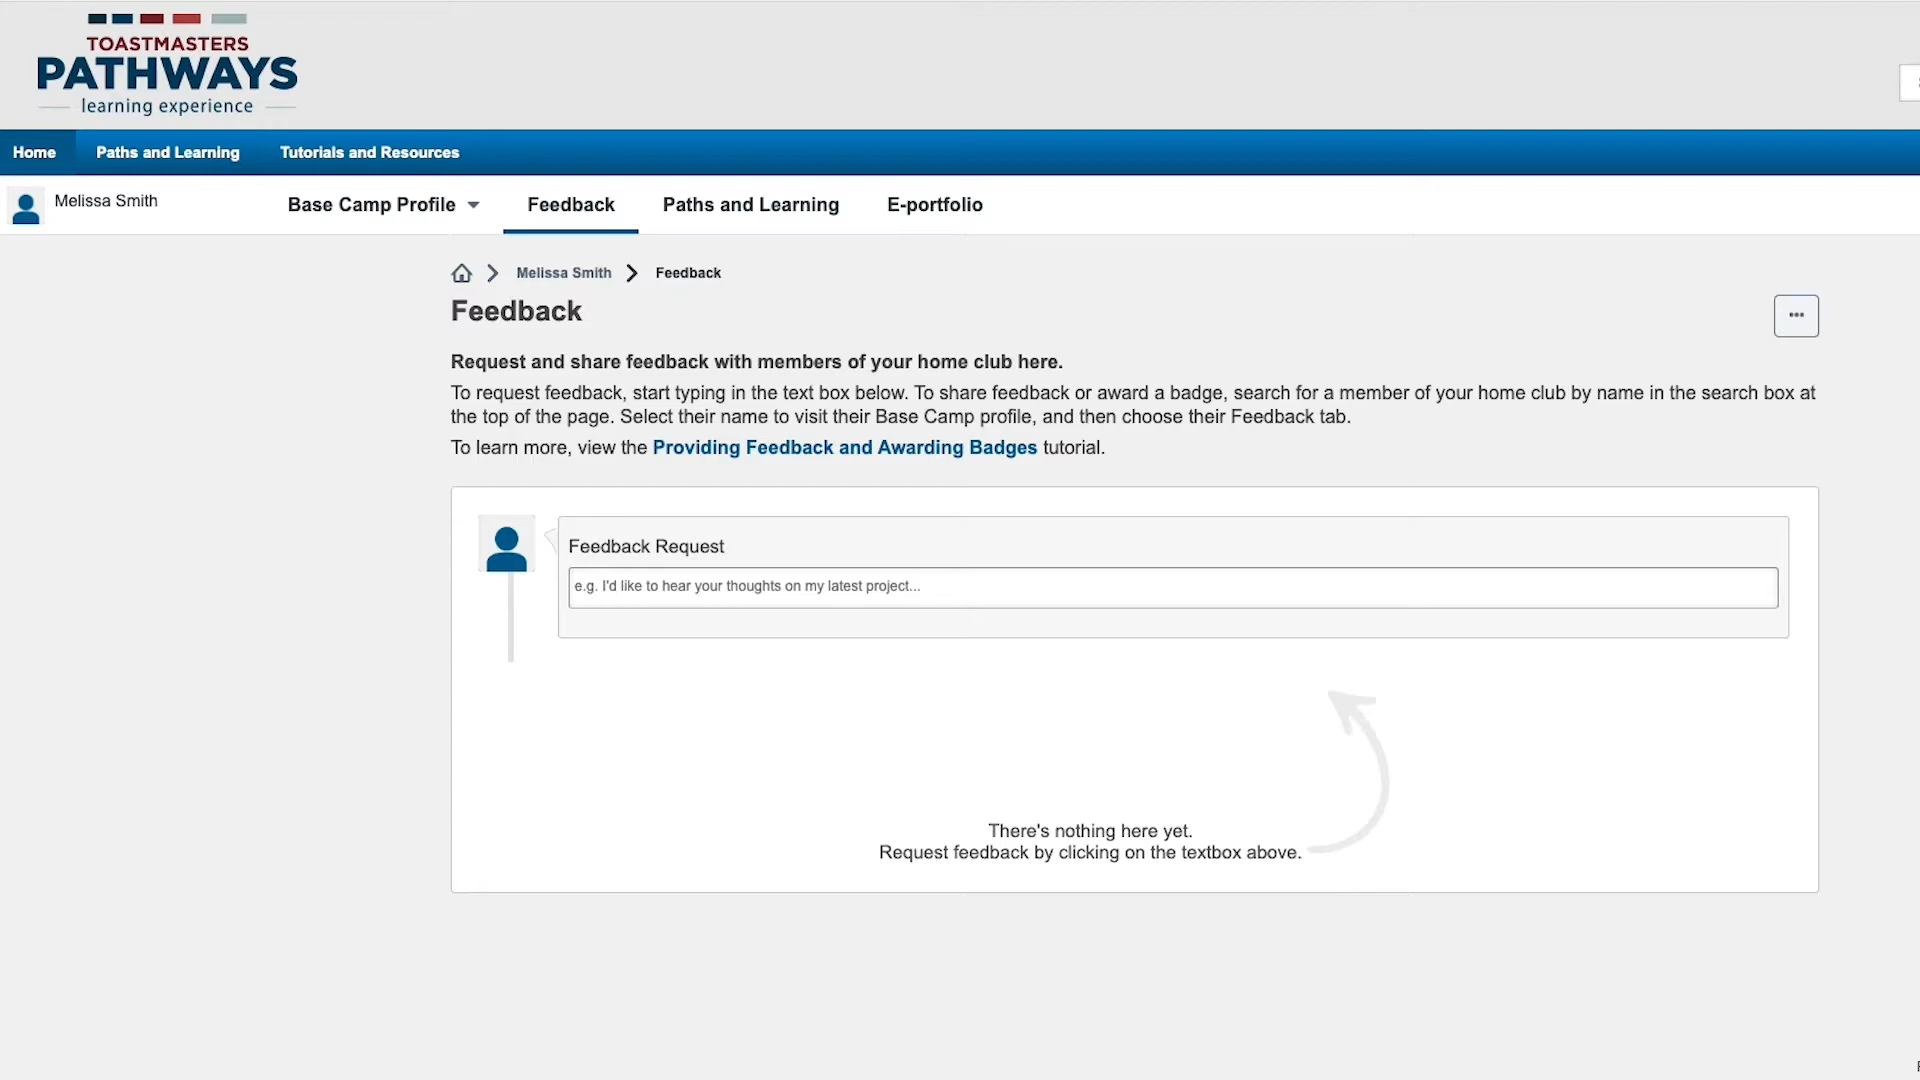 TOASTMASTERS
PATHWAYS
learning experience
Home Paths and Learning Tutorials and Resources
Melissa Smith Base Camp Profile Feedback Paths and Learning E-portfolio
Melissa Smith Feedback
Feedback
...
Request and share feedback with members of your home club here.
To request feedback, start typing in the text box below. To share feedback or award a badge, search for a member of your home club by name in the search box at
the top of the page. Select their name to visit their Base Camp profile, and then choose their Feedback tab.
To learn more, view the Providing Feedback and Awarding Badges tutorial.
Feedback Request
e.g. I'd like to hear your thoughts on my latest project...
There's nothing here yet.
Request feedback by clicking on the textbox above.